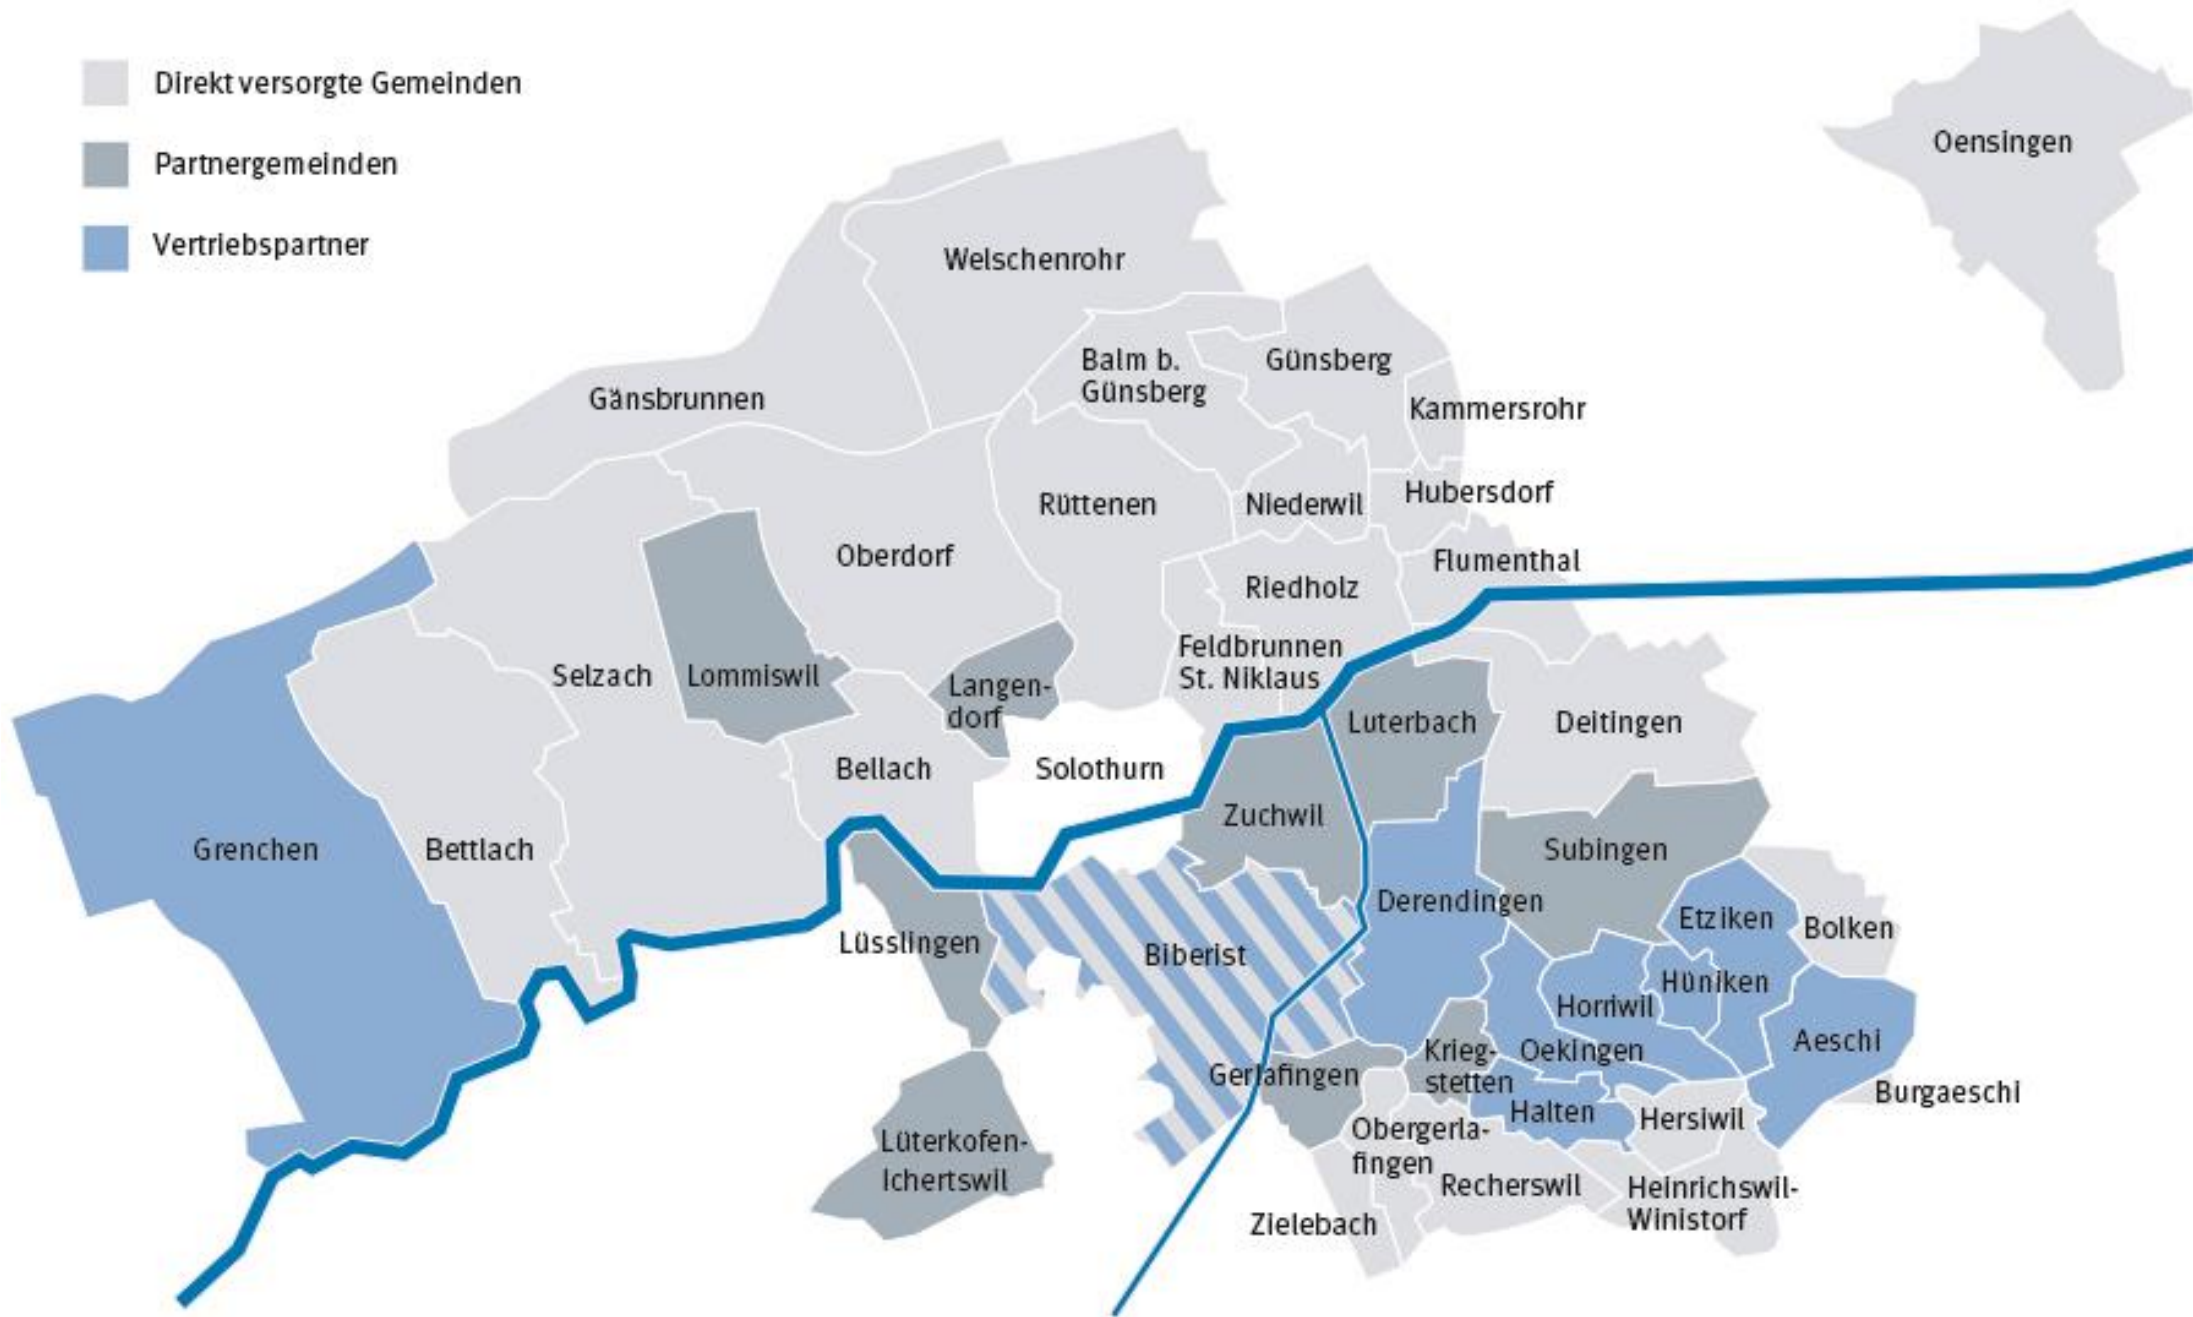 Direkt versorgte Gemeinden
Partnergemeinden
Vertriebspartner
Oensingen
Welschenrohr
Gänsbrunnen
Balm b.
Günsberg
Günsberg
Kammersrohr
Rüttenen
Niederwil
Hubersdorf
Oberdorf
Riedholz
Flumenthal
Selzach
Lommiswil
Langen-
dorf
Feldbrunnen
St. Niklaus
Luterbach
Deitingen
Bellach
Solothurn
Zuchwil
Grenchen
Bettlach
Subingen
Lüsslingen
Biberist
Derendingen
Etziken
Bolken
Hüniken
Horriwil
Aeschi
Gerlafingen
Krieg-
stetten
Oekingen
Burgaeschi
Halten
Hersiwil
Lüterkofen-
Ichertswil
Obergerla-
fingen
Recherswil
Heinrichswil-
Winistorf
Zielebach